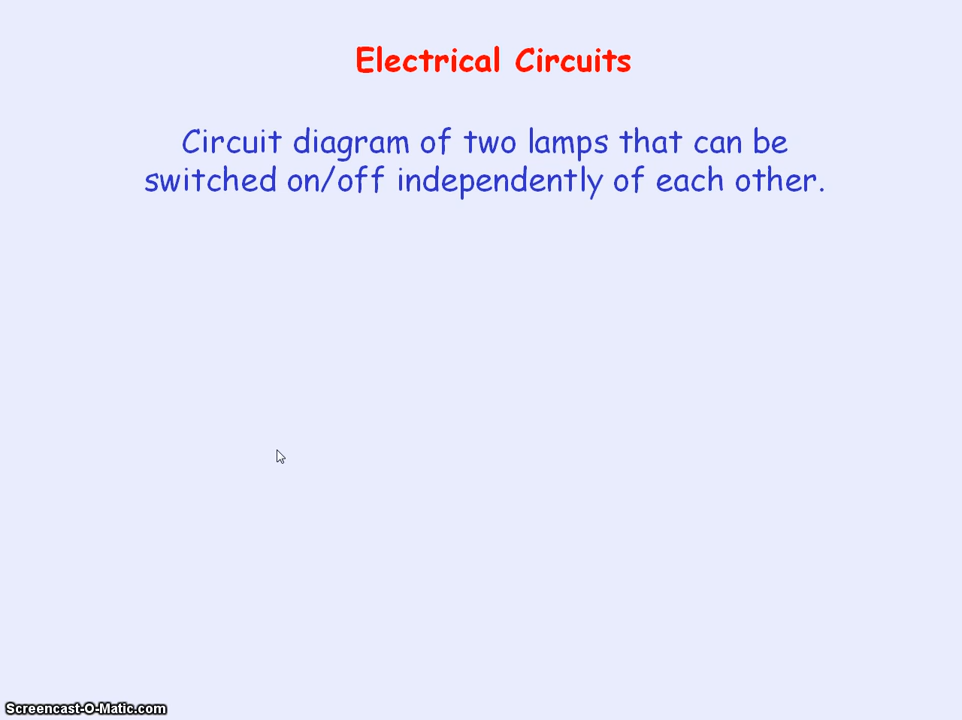 Electrical Circuits
Circuit diagram of two lamps that can be
switched on/off independently of each other.
Screencast-O-Matic.com